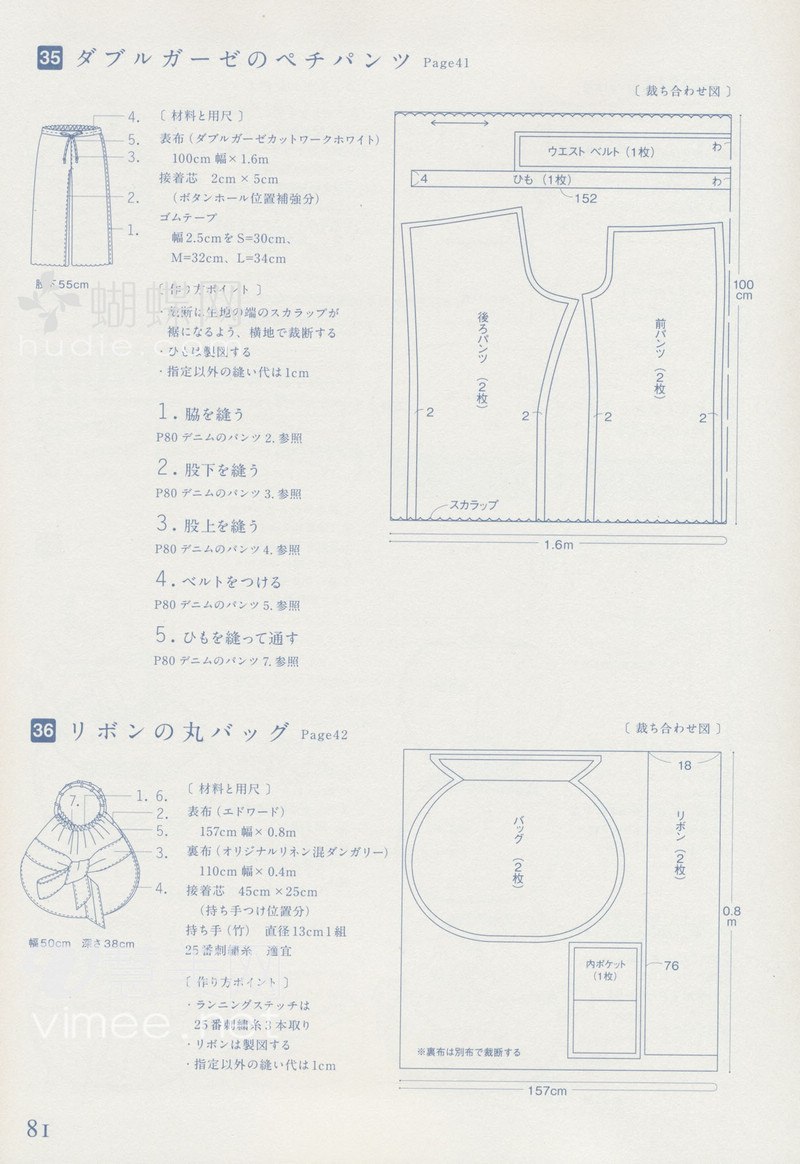 35 ダブルガーゼのペチパンツ Page41
〔 裁ち合わせ図 〕
4.
5.
3.
2.
1.
脇丈55cm
〔 材料と用尺 〕
表布（ダブルガーゼカットワークホワイト）
100cm 幅×1.6m
接着芯 2cm×5cm
（ボタンホール位置補強分）
ゴムテープ
幅2.5cmをS=30cm、
M=32cm、L=34cm
〔 作り方ポイント 〕
・裁断は生地の端のスカラップが
裾になるよう、横地で裁断する
・ひもは製図する
・指定以外の縫い代は1cm
1. 脇を縫う
P80 デニムのパンツ 2. 参照
2. 股下を縫う
P80 デニムのパンツ 3. 参照
3. 股上を縫う
P80 デニムのパンツ 4. 参照
4. ベルトをつける
P80 デニムのパンツ 5. 参照
5. ひもを縫って通す
P80 デニムのパンツ 7. 参照
ウエスト ベルト（1枚）
わ
4
ひも（1枚）
わ
152
後ろパンツ（2枚）
前パンツ（2枚）
2
2
2
2
スカラップ
100
cm
1.6m
蝴蝶网
36 リボンの丸バッグ Page42
〔 裁ち合わせ図 〕
7.
1. 6.
2.
5.
3.
4.
幅50cm 深さ38cm
〔 材料と用尺 〕
表布（エドワード）
157cm 幅×0.8m
裏布（オリジナルリネン混ダンガリー）
110cm 幅×0.4m
接着芯 45cm×25cm
（持ち手つけ位置分）
持ち手（竹） 直径13cm1組
25番刺繍糸 適宜
〔 作り方ポイント 〕
・ランニングステッチは
25番刺繍糸3本取り
・リボンは製図する
・指定以外の縫い代は1cm
バッグ（2枚）
18
リボン（2枚）
内ポケット
（1枚）
76
※裏布は別布で裁断する
0.8
m
157cm
vimee
81